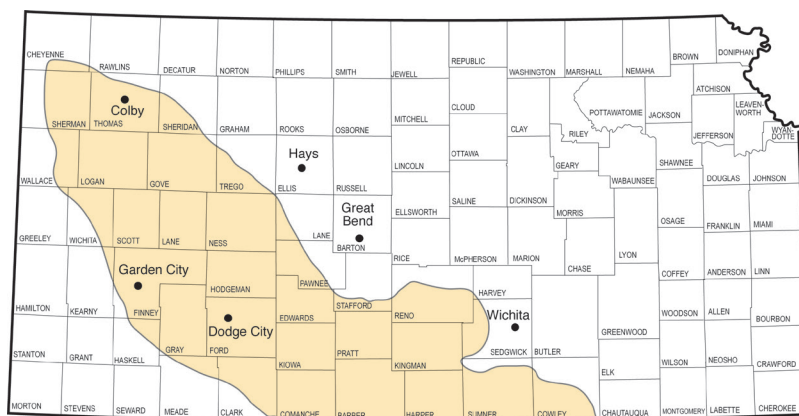 CHEYENNE
RAWLINS
DECATUR
NORTON
PHILLIPS
SMITH
JEWELL
REPUBLIC
WASHINGTON
MARSHALL
NEMAHA
BROWN
DONIPHAN
SHERMAN
THOMAS
Colby
SHERIDAN
GRAHAM
ROOKS
OSBORNE
MITCHELL
CLOUD
CLAY
RILEY
POTTAWATOMIE
JACKSON
ATCHISON
JEFFERSON
LEAVEN-
WORTH
WYAN-
DOTTE
WALLACE
LOGAN
GOVE
TREGO
Hays
ELLIS
RUSSELL
LINCOLN
OTTAWA
SALINE
DICKINSON
GEARY
WABAUNSEE
SHAWNEE
DOUGLAS
JOHNSON
GREELEY
WICHITA
SCOTT
LANE
NESS
LANE
Great
Bend
BARTON
ELLSWORTH
RICE
McPHERSON
MARION
MORRIS
CHASE
LYON
OSAGE
FRANKLIN
MIAMI
HAMILTON
KEARNY
Garden City
FINNEY
HODGEMAN
PAWNEE
STAFFORD
RENO
HARVEY
COFFEY
ANDERSON
LINN
STANTON
GRANT
HASKELL
GRAY
Dodge City
FORD
EDWARDS
KIOWA
PRATT
KINGMAN
Wichita
SEDGWICK
BUTLER
GREENWOOD
WOODSON
ALLEN
BOURBON
MORTON
STEVENS
SEWARD
MEADE
CLARK
COMANCHE
BARBER
HARPER
SUMNER
COWLEY
ELK
CHAUTAUQUA
WILSON
NEOSHO
CRAWFORD
MONTGOMERY
LABETTE
CHEROKEE